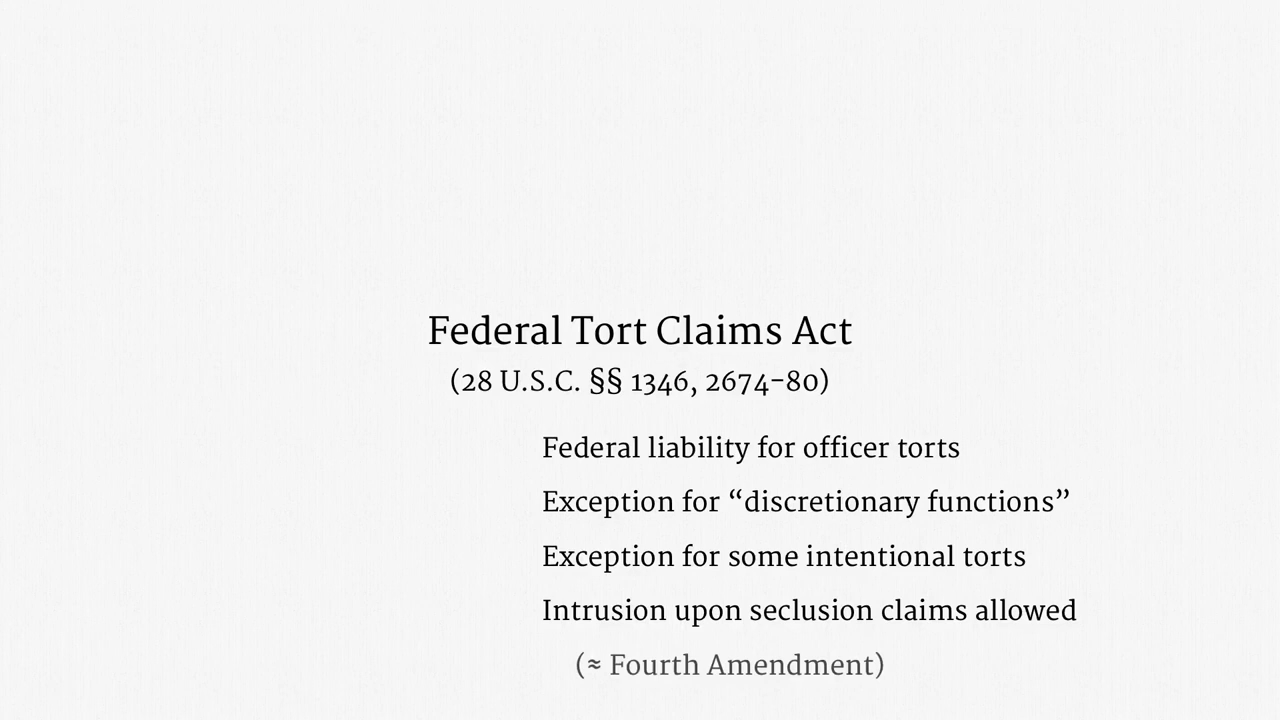 Federal Tort Claims Act
(28 U.S.C. §§ 1346, 2674-80)
Federal liability for officer torts
Exception for “discretionary functions”
Exception for some intentional torts
Intrusion upon seclusion claims allowed
(≈ Fourth Amendment)